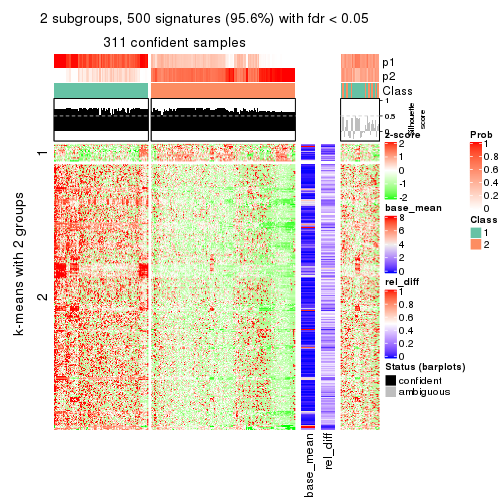 2 subgroups, 500 signatures (95.6%) with fdr < 0.05
311 confident samples
p1
p2
Class
1
0.5
0
Silhouette
score
k-means with 2 groups
1
2
base_mean
rel_diff
z-score
2
1
0
-1
-2
base_mean
8
6
4
2
0
rel_diff
1
0.8
0.6
0.4
0.2
0
Status (barplots)
confident
ambiguous
Prob
1
0.8
0.6
0.4
0.2
0
Class
1
2